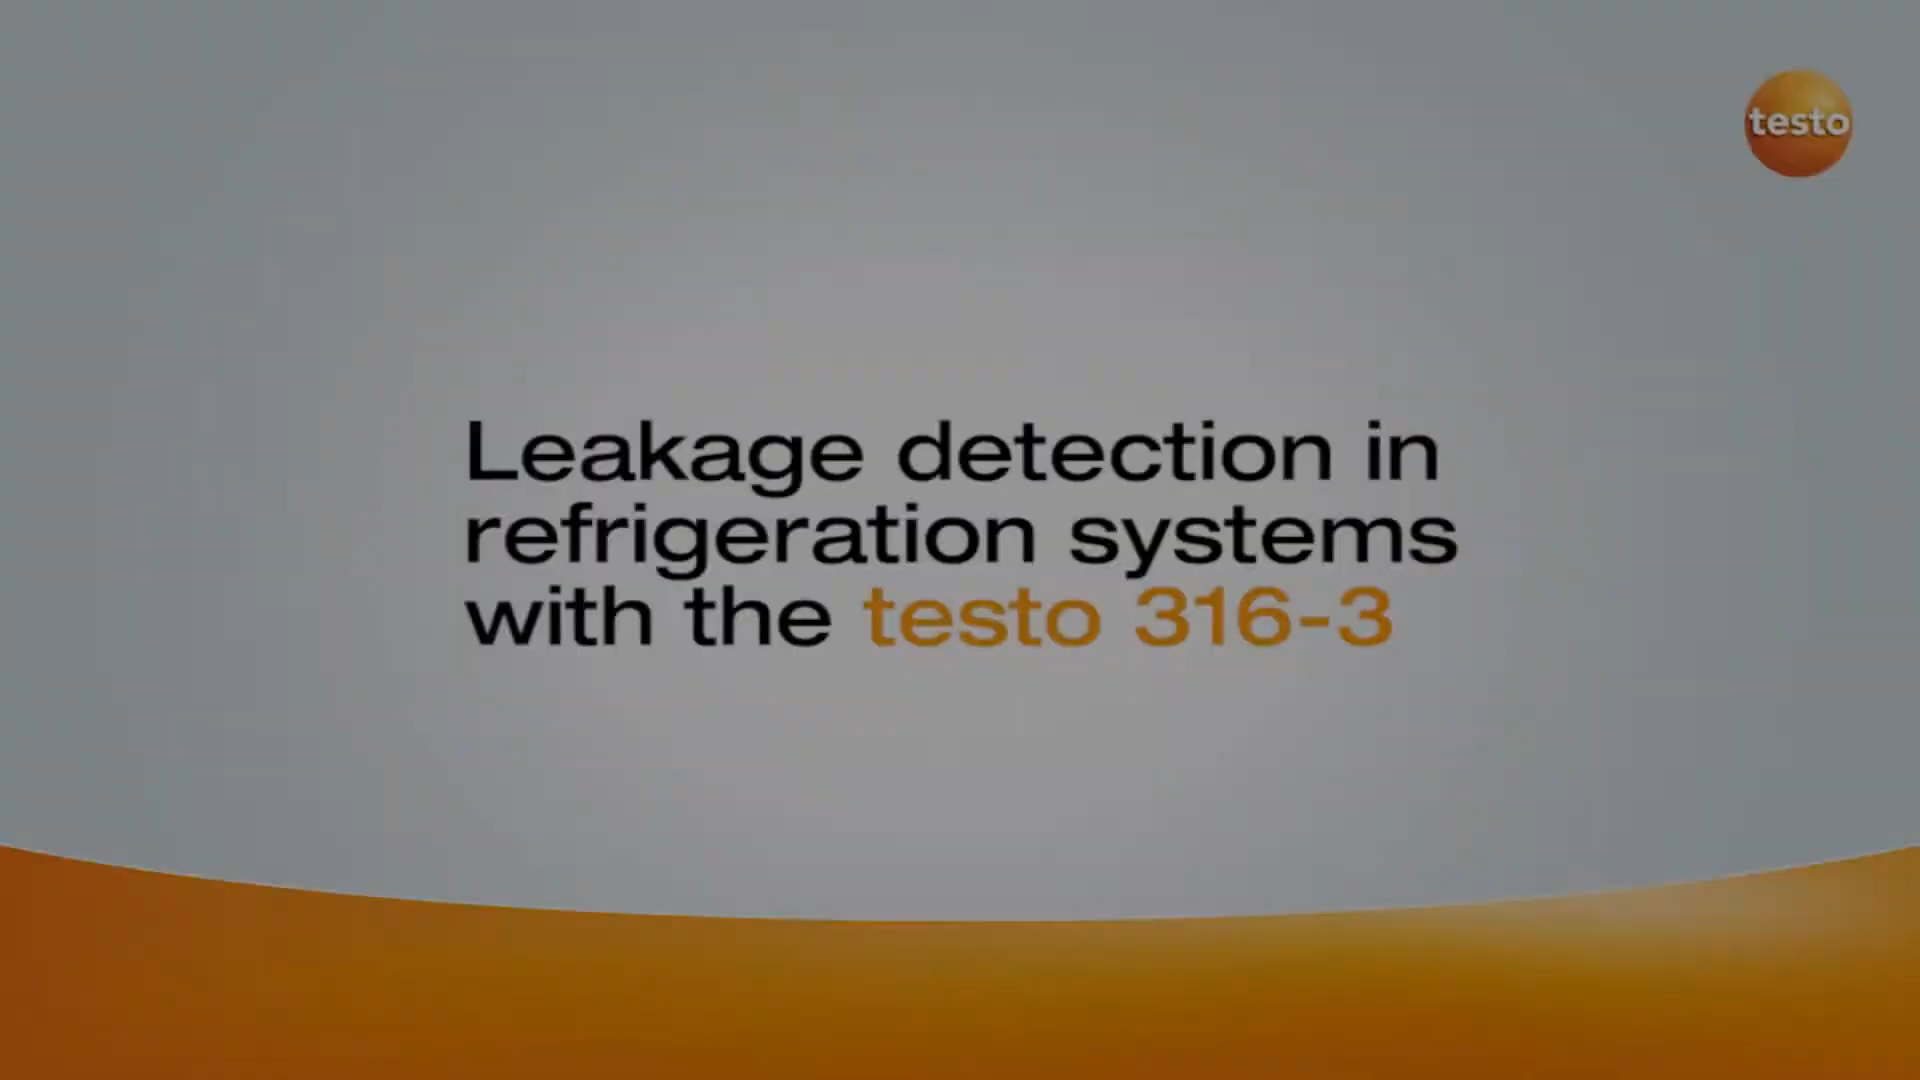 testo
Leakage detection in
refrigeration systems
with the testo 316-3